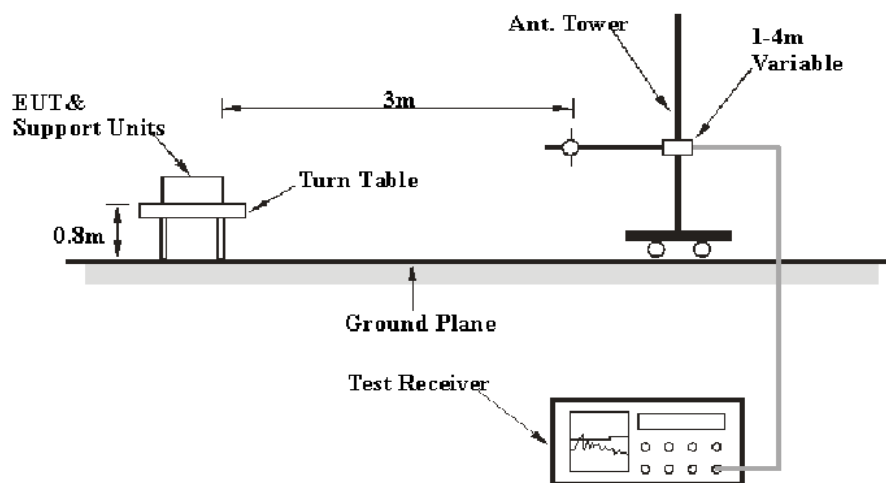 Ant. Tower
1-4m
Variable
3m
EUT&
Support Units
Turn Table
0.8m
Ground Plane
Test Receiver